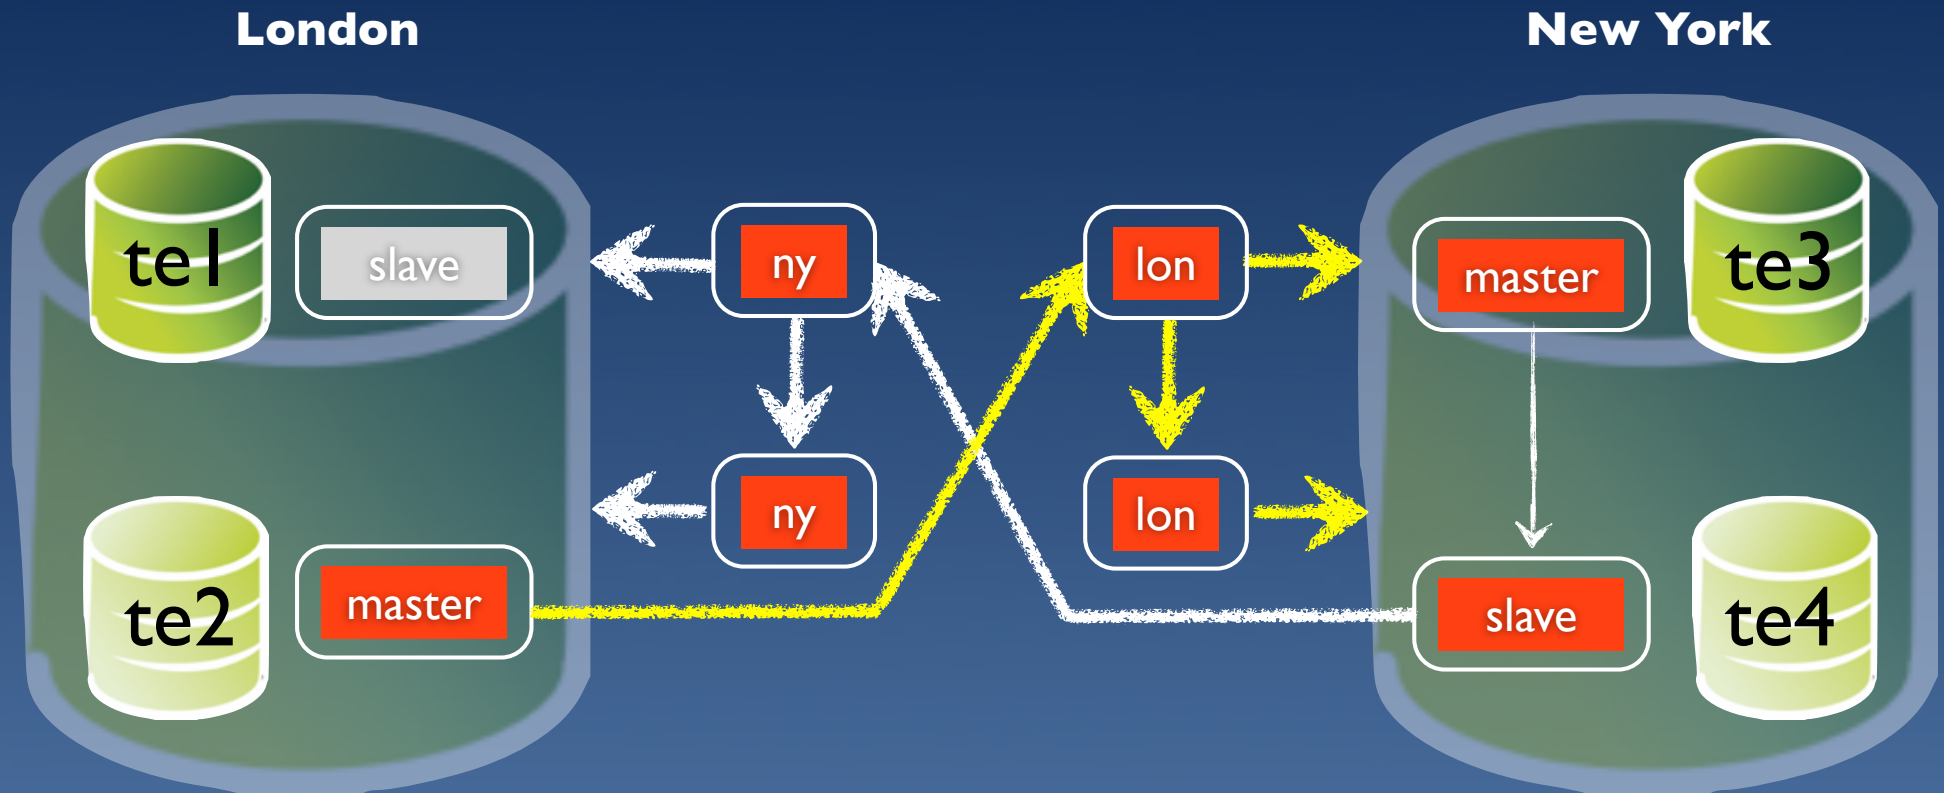 London
New York
te1
slave
ny
lon
master
te3
ny
lon
te2
master
slave
te4